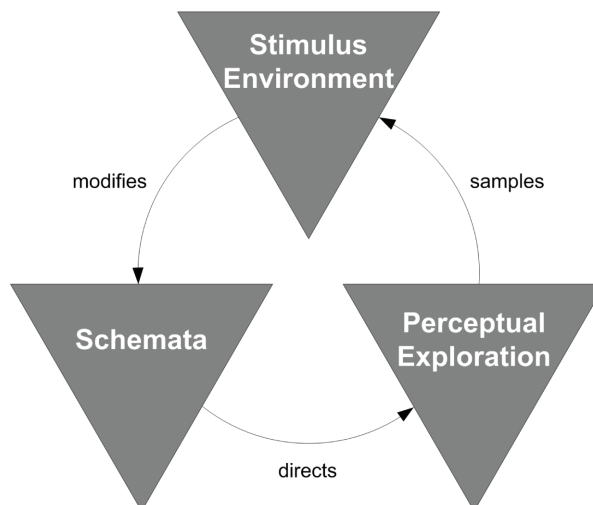 Stimulus
Environment
modifies
samples
Schemata
Perceptual
Exploration
directs